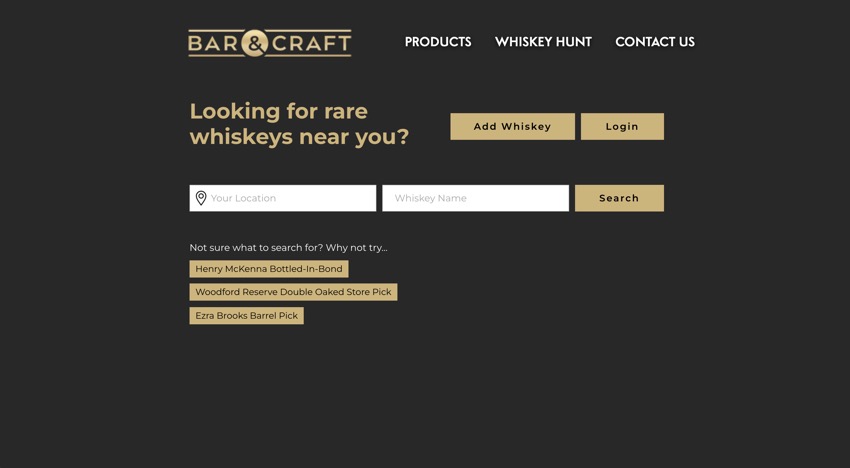 BAR & CRAFT
PRODUCTS WHISKEY HUNT CONTACT US
Looking for rare
whiskeys near you?
Add Whiskey Login
Your Location Whiskey Name Search
Not sure what to search for? Why not try...
Henry McKenna Bottled-In-Bond
Woodford Reserve Double Oaked Store Pick
Ezra Brooks Barrel Pick